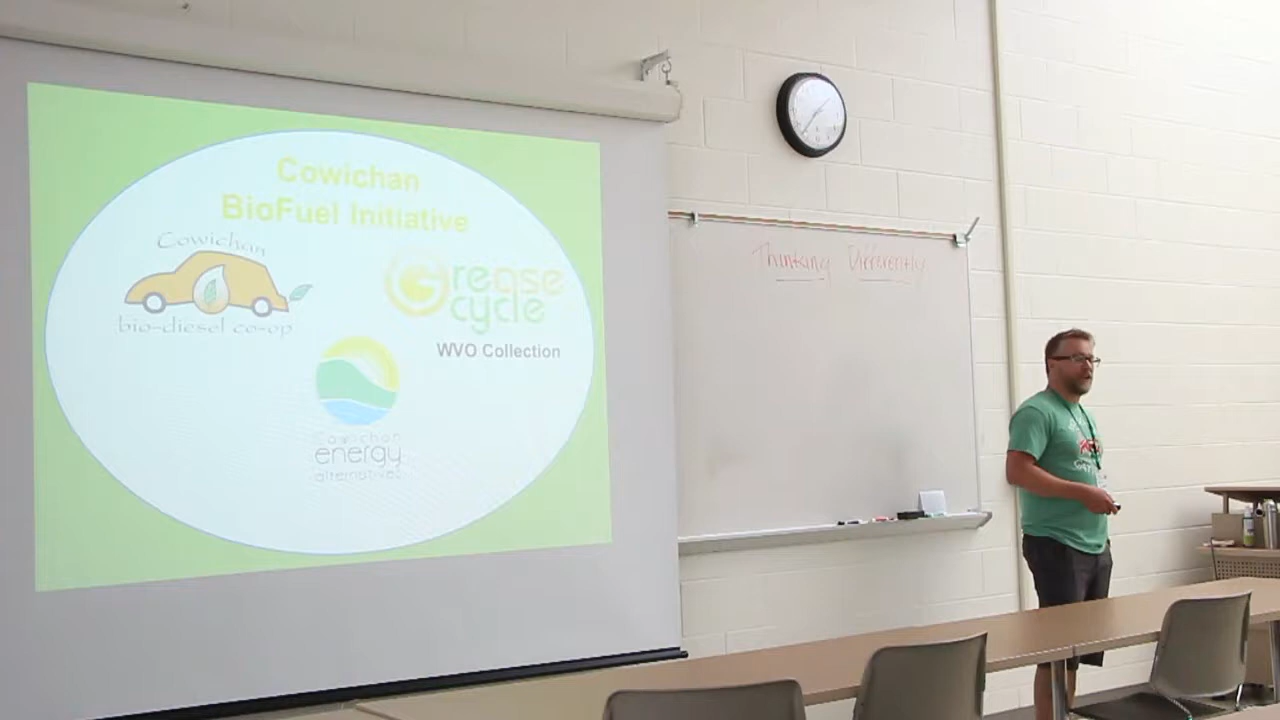 Cowichan
BioFuel Initiative
Cowichan
bio-diesel co-op
Grease
cycle
WVO Collection
Cowichan
energy
alternatives
Thinking Differently